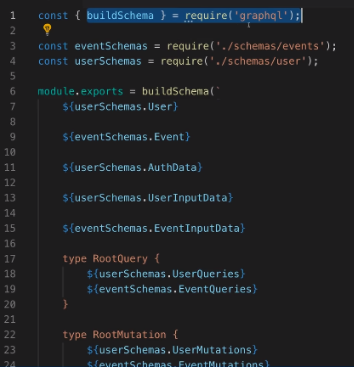 1 const { buildSchema } = require('graphql');
2
3 const eventSchemas = require('./schemas/events');
4 const userSchemas = require('./schemas/user');
5
6 module.exports = buildSchema(`
7 ${userSchemas.User}
8
9 ${eventSchemas.Event}
10
11 ${userSchemas.AuthData}
12
13 ${userSchemas.UserInputData}
14
15 ${eventSchemas.EventInputData}
16
17 type RootQuery {
18 ${userSchemas.UserQueries}
19 ${eventSchemas.EventQueries}
20 }
21
22 type RootMutation {
23 ${userSchemas.UserMutations}
24 ${eventSchemas.EventMutations}